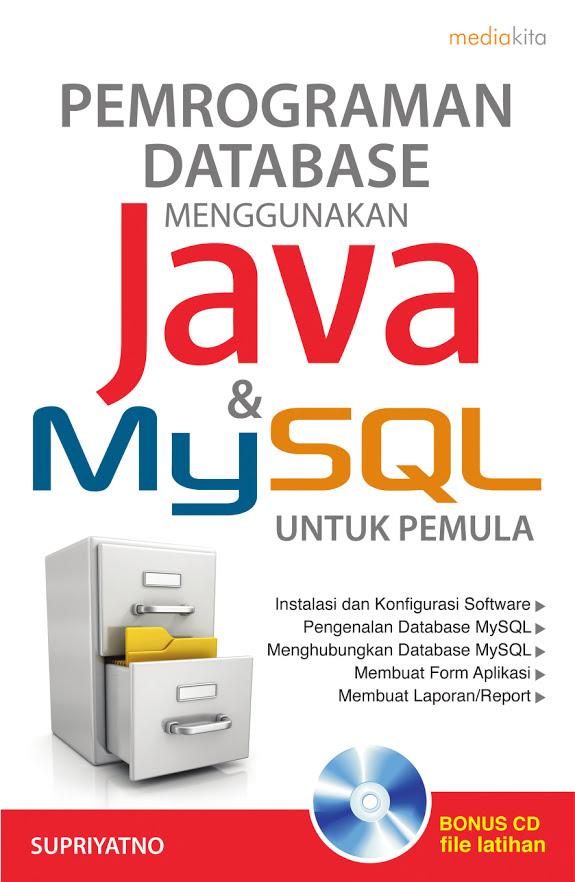 mediakita
PEMROGRAMAN
DATABASE
MENGGUNAKAN
Java
&
MySQL
UNTUK PEMULA
Instalasi dan Konfigurasi Software
Pengenalan Database MySQL
Menghubungkan Database MySQL
Membuat Form Aplikasi
Membuat Laporan/Report
SUPRIYATNO
BONUS CD
file latihan